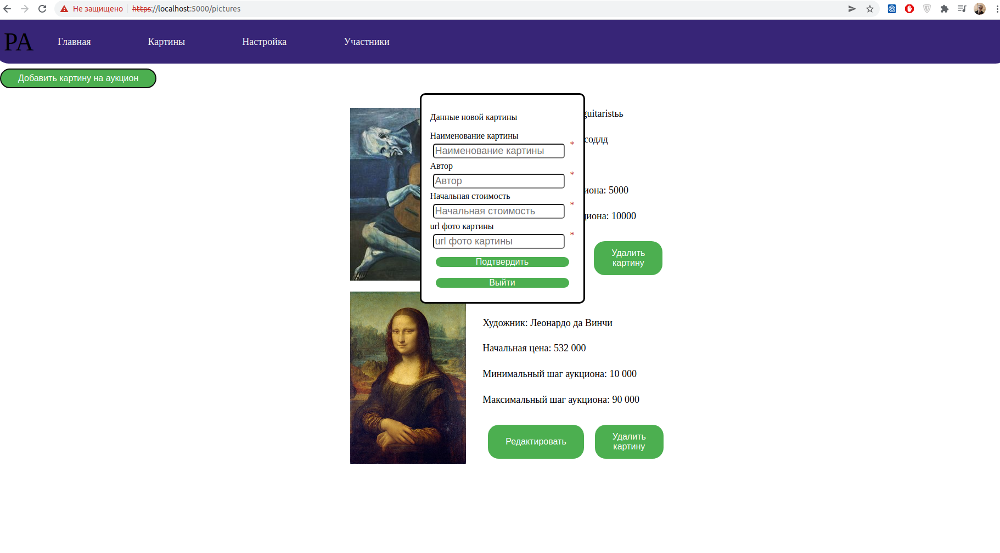 Не защищено https://localhost:5000/pictures
PA Главная Картины Настройка Участники
Добавить картину на аукцион
Данные новой картины
Наименование картины
*
Наименование картины
Автор
*
Автор
Начальная стоимость
*
Начальная стоимость
url фото картины
*
url фото картины
Подтвердить
Выйти
guitaristьь
содлд
иона: 5000
циона: 10000
Удалить
картину
Художник: Леонардо да Винчи
Начальная цена: 532 000
Минимальный шаг аукциона: 10 000
Максимальный шаг аукциона: 90 000
Редактировать
Удалить
картину